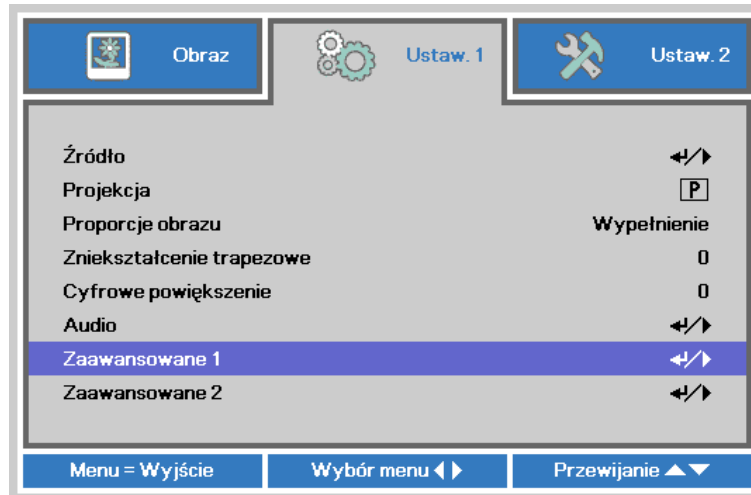 Obraz Ustaw. 1 Ustaw. 2
Źródło
Projekcja P
Proporcje obrazu Wypełnienie
Zniekształcenie trapezowe 0
Cyfrowe powiększenie 0
Audio
Zaawansowane 1
Zaawansowane 2
Menu = Wyjście Wybór menu Przewijanie